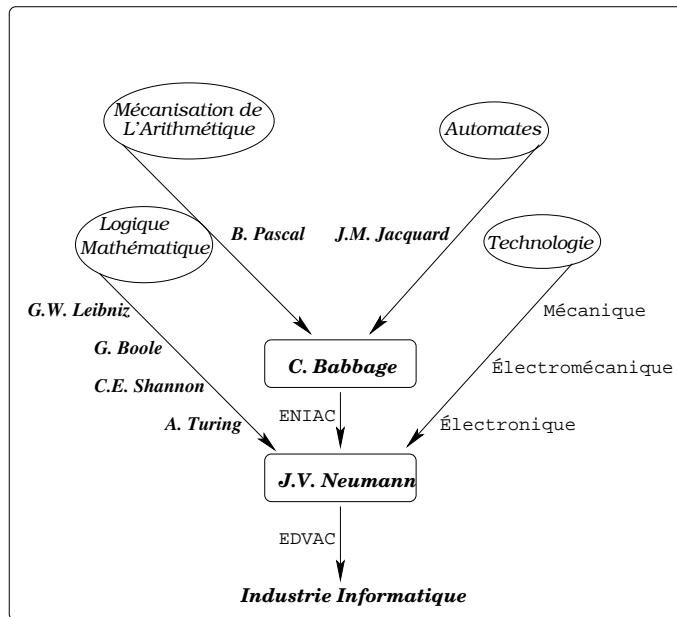 Mécanisation de
L'Arithmétique
Automates
Logique
Mathématique
B. Pascal
J.M. Jacquard
Technologie
G.W. Leibniz
Mécanique
G. Boole
C. Babbage
Électromécanique
C.E. Shannon
ENIAC
A. Turing
Électronique
J.V. Neumann
EDVAC
Industrie Informatique